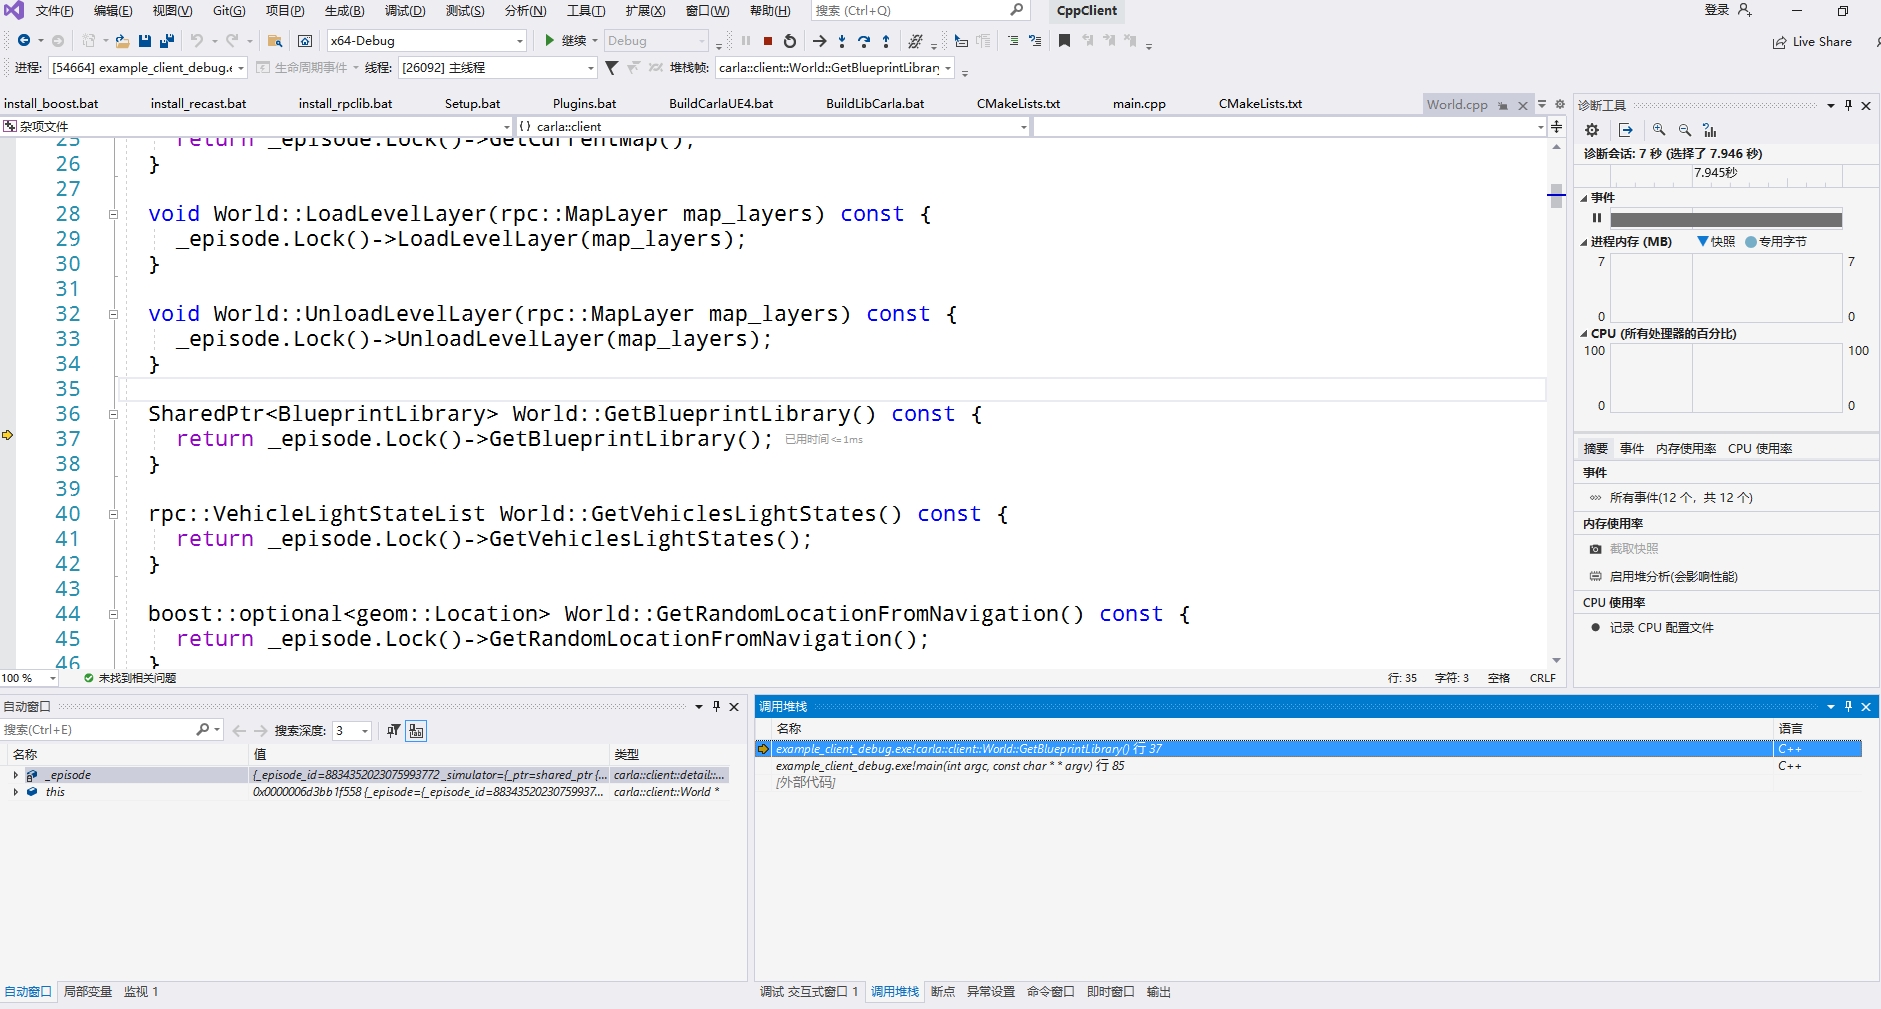 文件(F) 编辑(E) 视图(V) Git(G) 项目(P) 生成(B) 调试(D) 测试(S) 分析(N) 工具(T) 扩展(X) 窗口(W) 帮助(H) 搜索 (Ctrl+Q) CppClient 登录
x64-Debug 继续 Debug Live Share
进程: [54664] example_client_debug.e 生命周期事件 线程: [26092] 主线程 堆栈帧: carla::client::World::GetBlueprintLibrary
install_boost.bat install_recast.bat install_rpclib.bat Setup.bat Plugins.bat BuildCarlaUE4.bat BuildLibCarla.bat CMakeLists.txt main.cpp CMakeLists.txt World.cpp
杂项文件 {} carla::client
25 return _episode.Lock()->GetCurrentMap();
26 }
27
28 void World::LoadLevelLayer(rpc::MapLayer map_layers) const {
29 _episode.Lock()->LoadLevelLayer(map_layers);
30 }
31
32 void World::UnloadLevelLayer(rpc::MapLayer map_layers) const {
33 _episode.Lock()->UnloadLevelLayer(map_layers);
34 }
35
36 SharedPtr<BlueprintLibrary> World::GetBlueprintLibrary() const {
37 return _episode.Lock()->GetBlueprintLibrary(); 已用时间 <= 1ms
38 }
39
40 rpc::VehicleLightStateList World::GetVehiclesLightStates() const {
41 return _episode.Lock()->GetVehiclesLightStates();
42 }
43
44 boost::optional<geom::Location> World::GetRandomLocationFromNavigation() const {
45 return _episode.Lock()->GetRandomLocationFromNavigation();
46 }
100 % 未找到相关问题 行: 35 字符: 3 空格 CRLF
诊断工具
诊断会话: 7 秒 (选择了 7.946 秒)
7.945秒
事件
进程内存 (MB) 快照 专用字节
7 7
0 0
CPU (所有处理器的百分比)
100 100
0 0
摘要 事件 内存使用率 CPU 使用率
事件
所有事件(12 个，共 12 个)
内存使用率
截取快照
启用堆分析(会影响性能)
CPU 使用率
记录 CPU 配置文件
自动窗口
搜索(Ctrl+E) 搜索深度: 3
名称 值 类型
_episode {_episode_id=8834352023075993772 _simulator={_ptr=shared_ptr {... carla::client::detail::...
this 0x0000006d3bb1f558 {_episode={_episode_id=88343520230759937... carla::client::World *
自动窗口 局部变量 监视 1
调用堆栈
名称 语言
example_client_debug.exe!carla::client::World::GetBlueprintLibrary() 行 37 C++
example_client_debug.exe!main(int argc, const char * * argv) 行 85 C++
[外部代码]
调试 交互式窗口 1 调用堆栈 断点 异常设置 命令窗口 即时窗口 输出